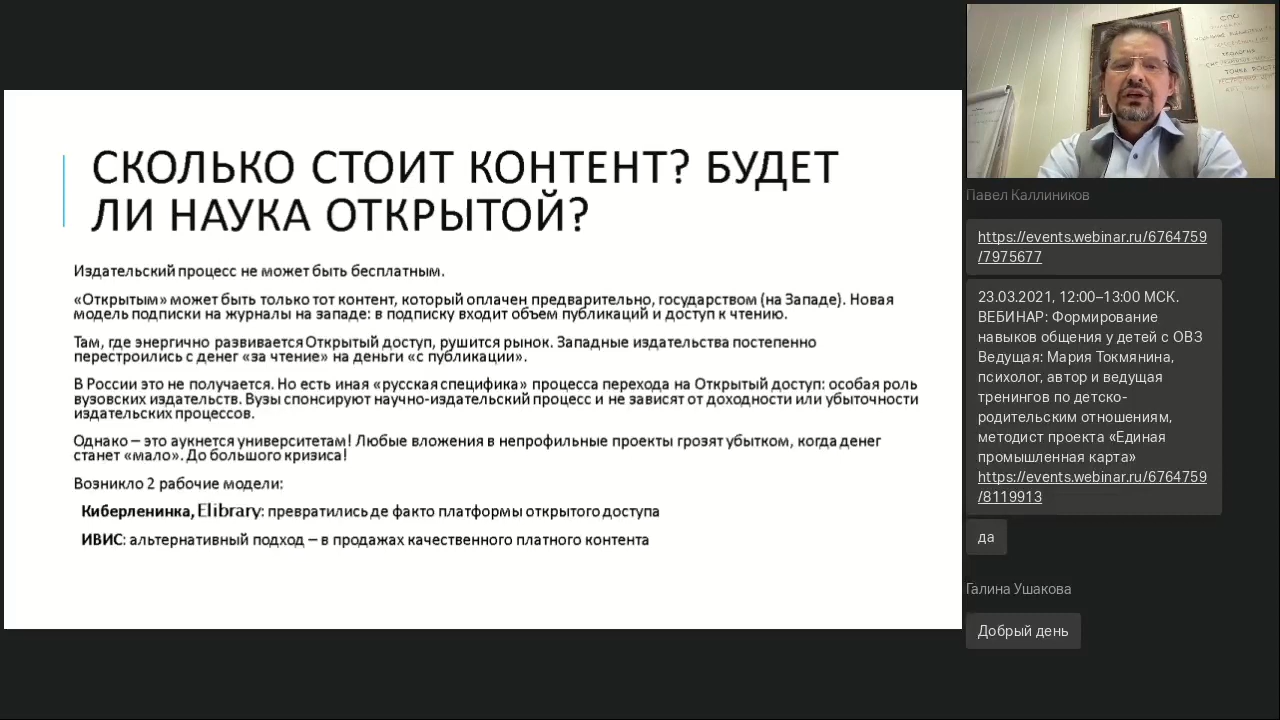 СКОЛЬКО СТОИТ КОНТЕНТ? БУДЕТ
ЛИ НАУКА ОТКРЫТОЙ?
Издательский процесс не может быть бесплатным.
«Открытым» может быть только тот контент, который оплачен предварительно, государством (на Западе). Новая
модель подписки на журналы на западе: в подписку входит объем публикаций и доступ к чтению.
Там, где энергично развивается Открытый доступ, рушится рынок. Западные издательства постепенно
перестроились с денег «за чтение» на деньги «с публикации».
В России это не получается. Но есть иная «русская специфика» процесса перехода на Открытый доступ: особая роль
вузовских издательств. Вузы спонсируют научно-издательский процесс и не зависят от доходности или убыточности
издательских процессов.
Однако – это аукнется университетам! Любые вложения в непрофильные проекты грозят убытком, когда денег
станет «мало». До большого кризиса!
Возникло 2 рабочие модели:
Киберленинка, Elibrary: превратились де факто платформы открытого доступа
ИВИС: альтернативный подход – в продажах качественного платного контента
СПО
ТЕОЛОГИЯ
Павел Каллиников
https://events.webinar.ru/6764759
/7975677
23.03.2021, 12:00–13:00 МСК.
ВЕБИНАР: Формирование
навыков общения у детей с ОВЗ
Ведущая: Мария Токмянина,
психолог, автор и ведущая
тренингов по детско-
родительским отношениям,
методист проекта «Единая
промышленная карта»
https://events.webinar.ru/6764759
/8119913
да
Галина Ушакова
Добрый день